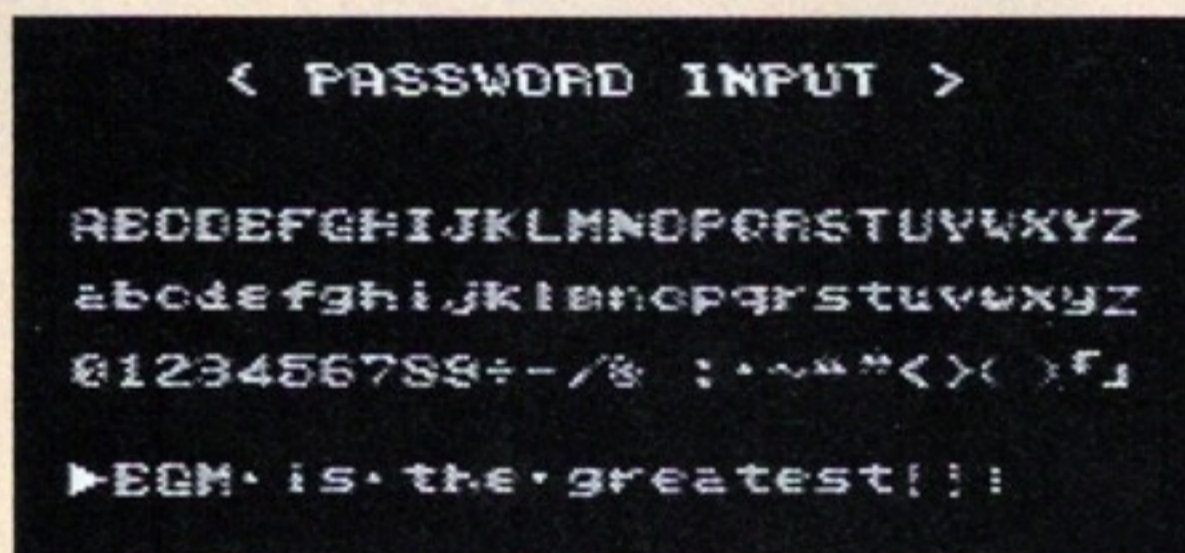 < PASSWORD INPUT >
ABCDEFGHIJKLMNOPQRSTUVWXYZ
abcdefghijklmnopqrstuvwxyz
0123456789÷-/& :・~“”<>( )「」
▶EGM・is・the・greatest